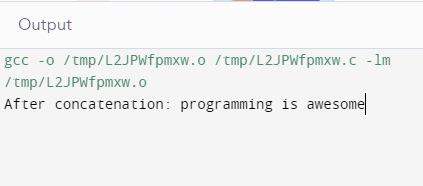 Output
gcc -o /tmp/L2JPWfpmxw.o /tmp/L2JPWfpmxw.c -lm
/tmp/L2JPWfpmxw.o
After concatenation: programming is awesome